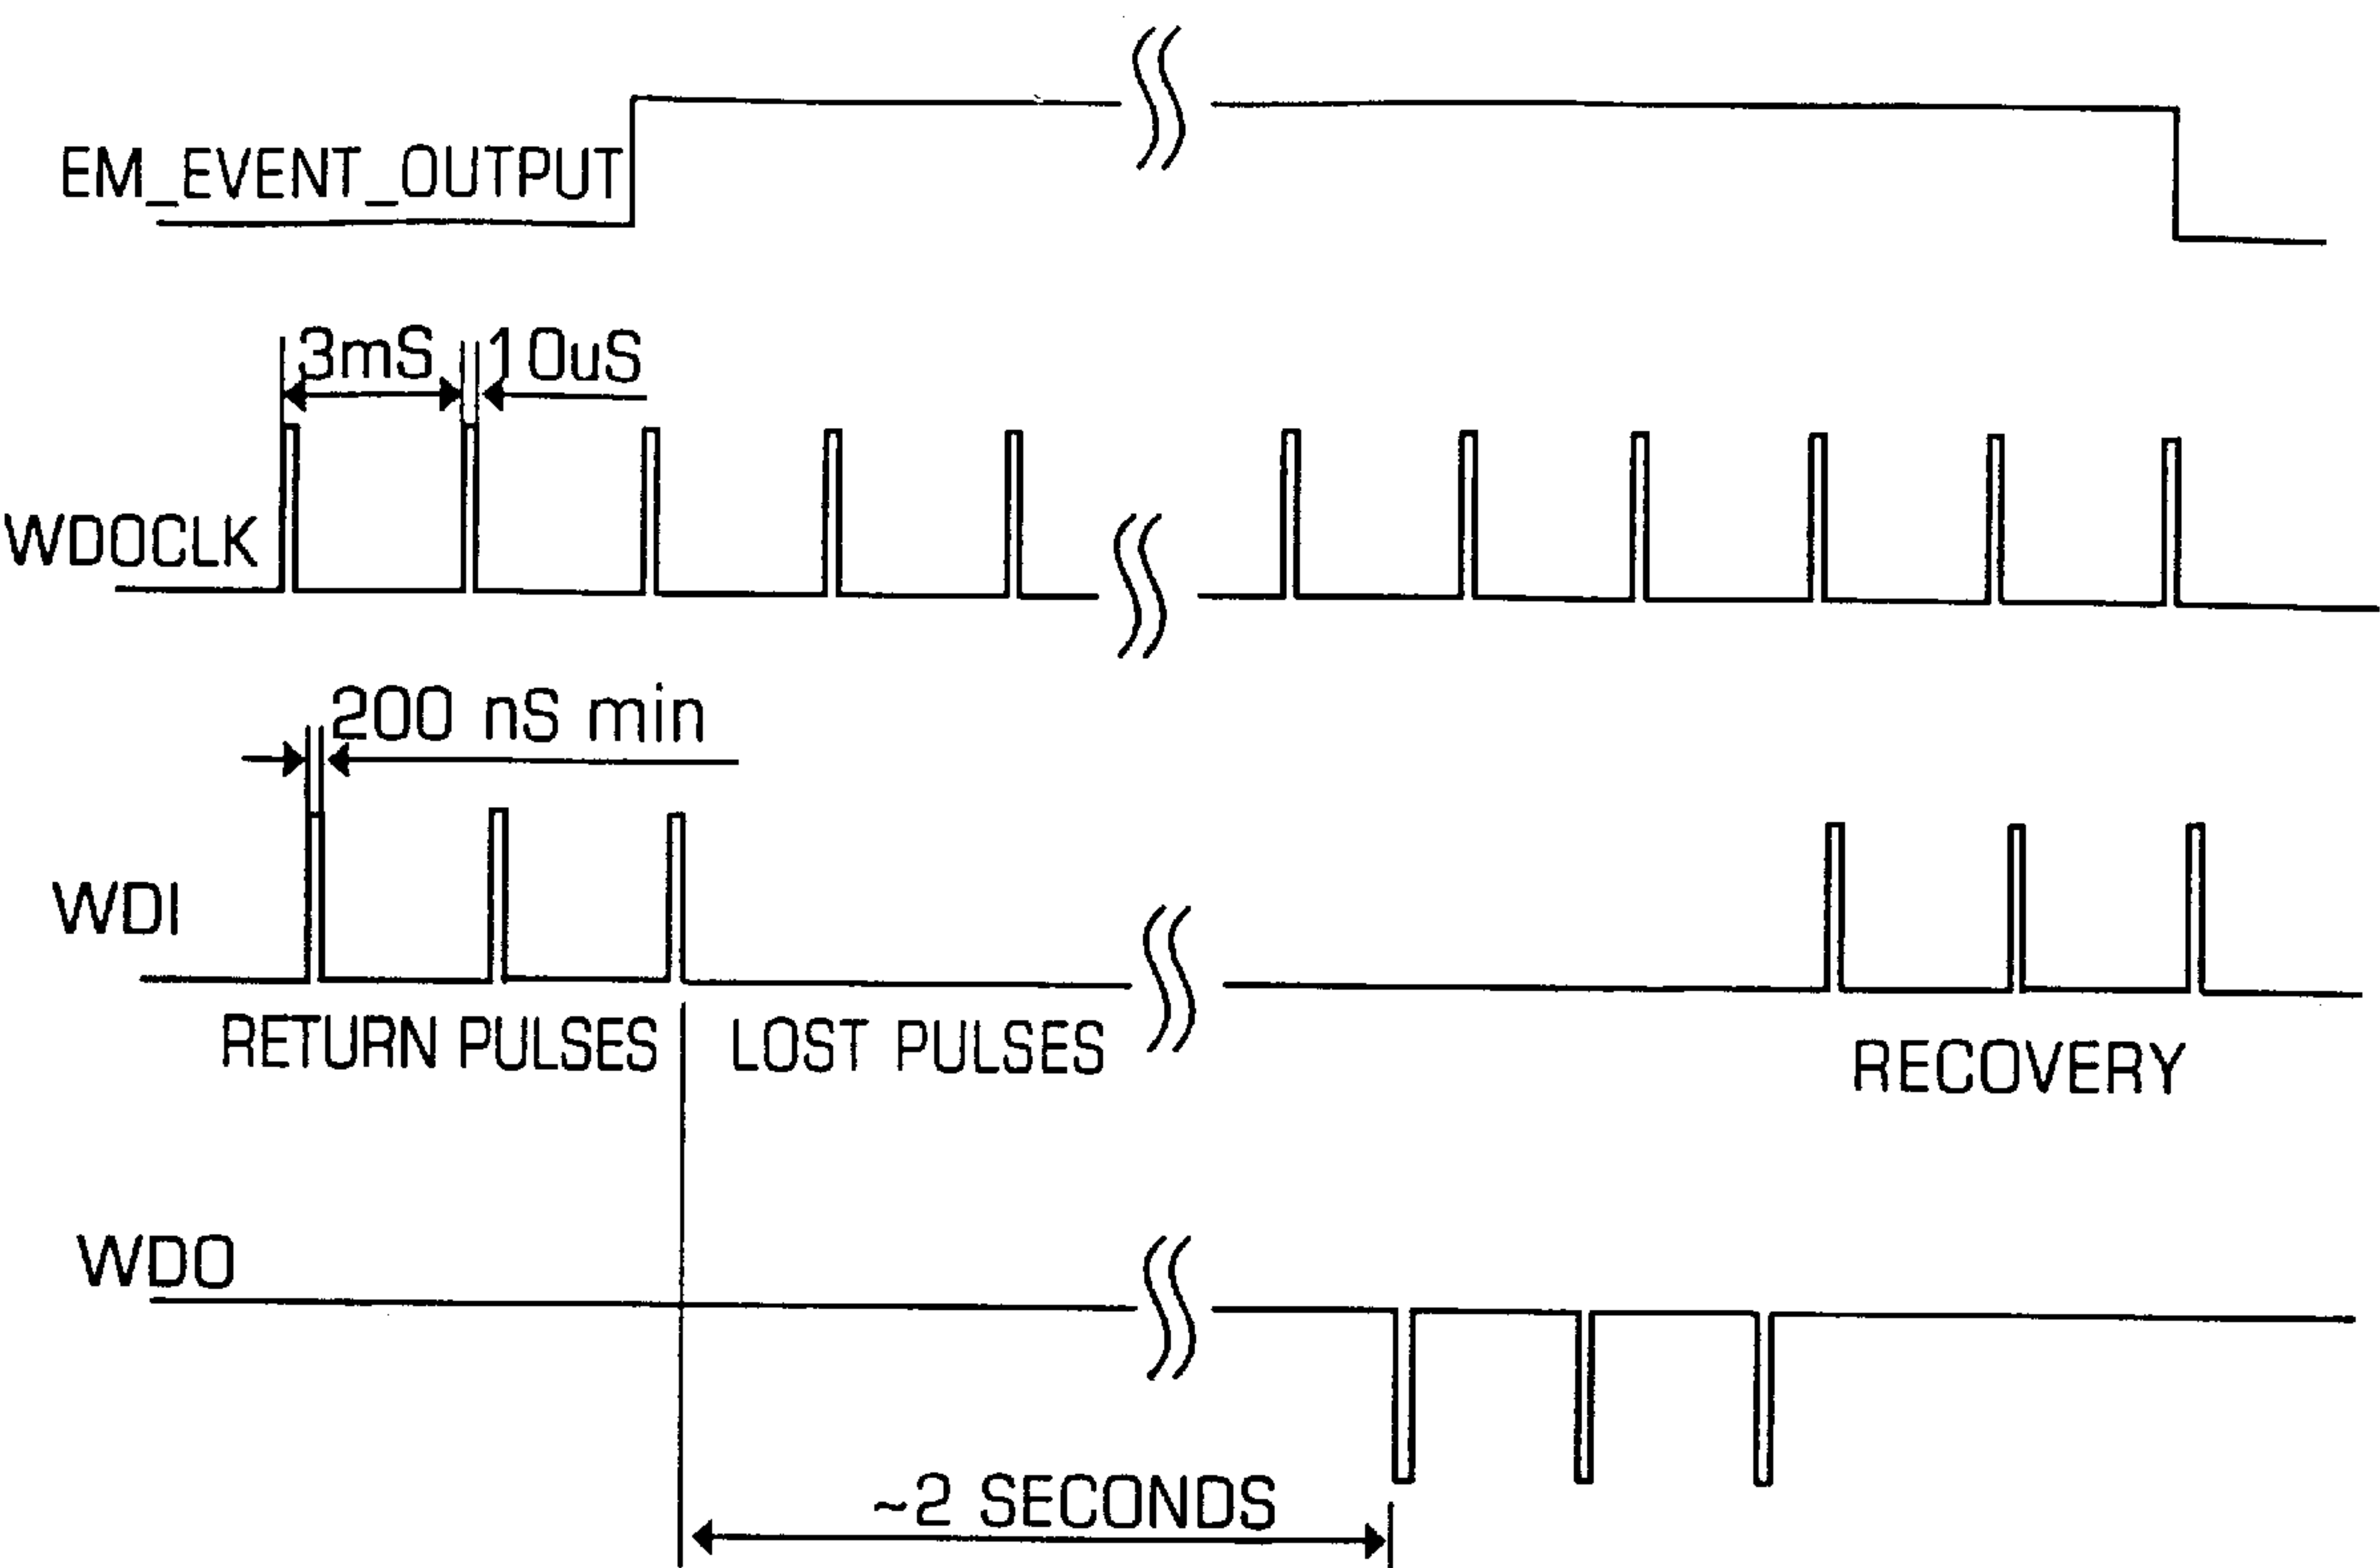 EM_EVENT_OUTPUT
3mS 10uS
WDOCLK
200 nS min
WDI
RETURN PULSES LOST PULSES
RECOVERY
WDO
~2 SECONDS